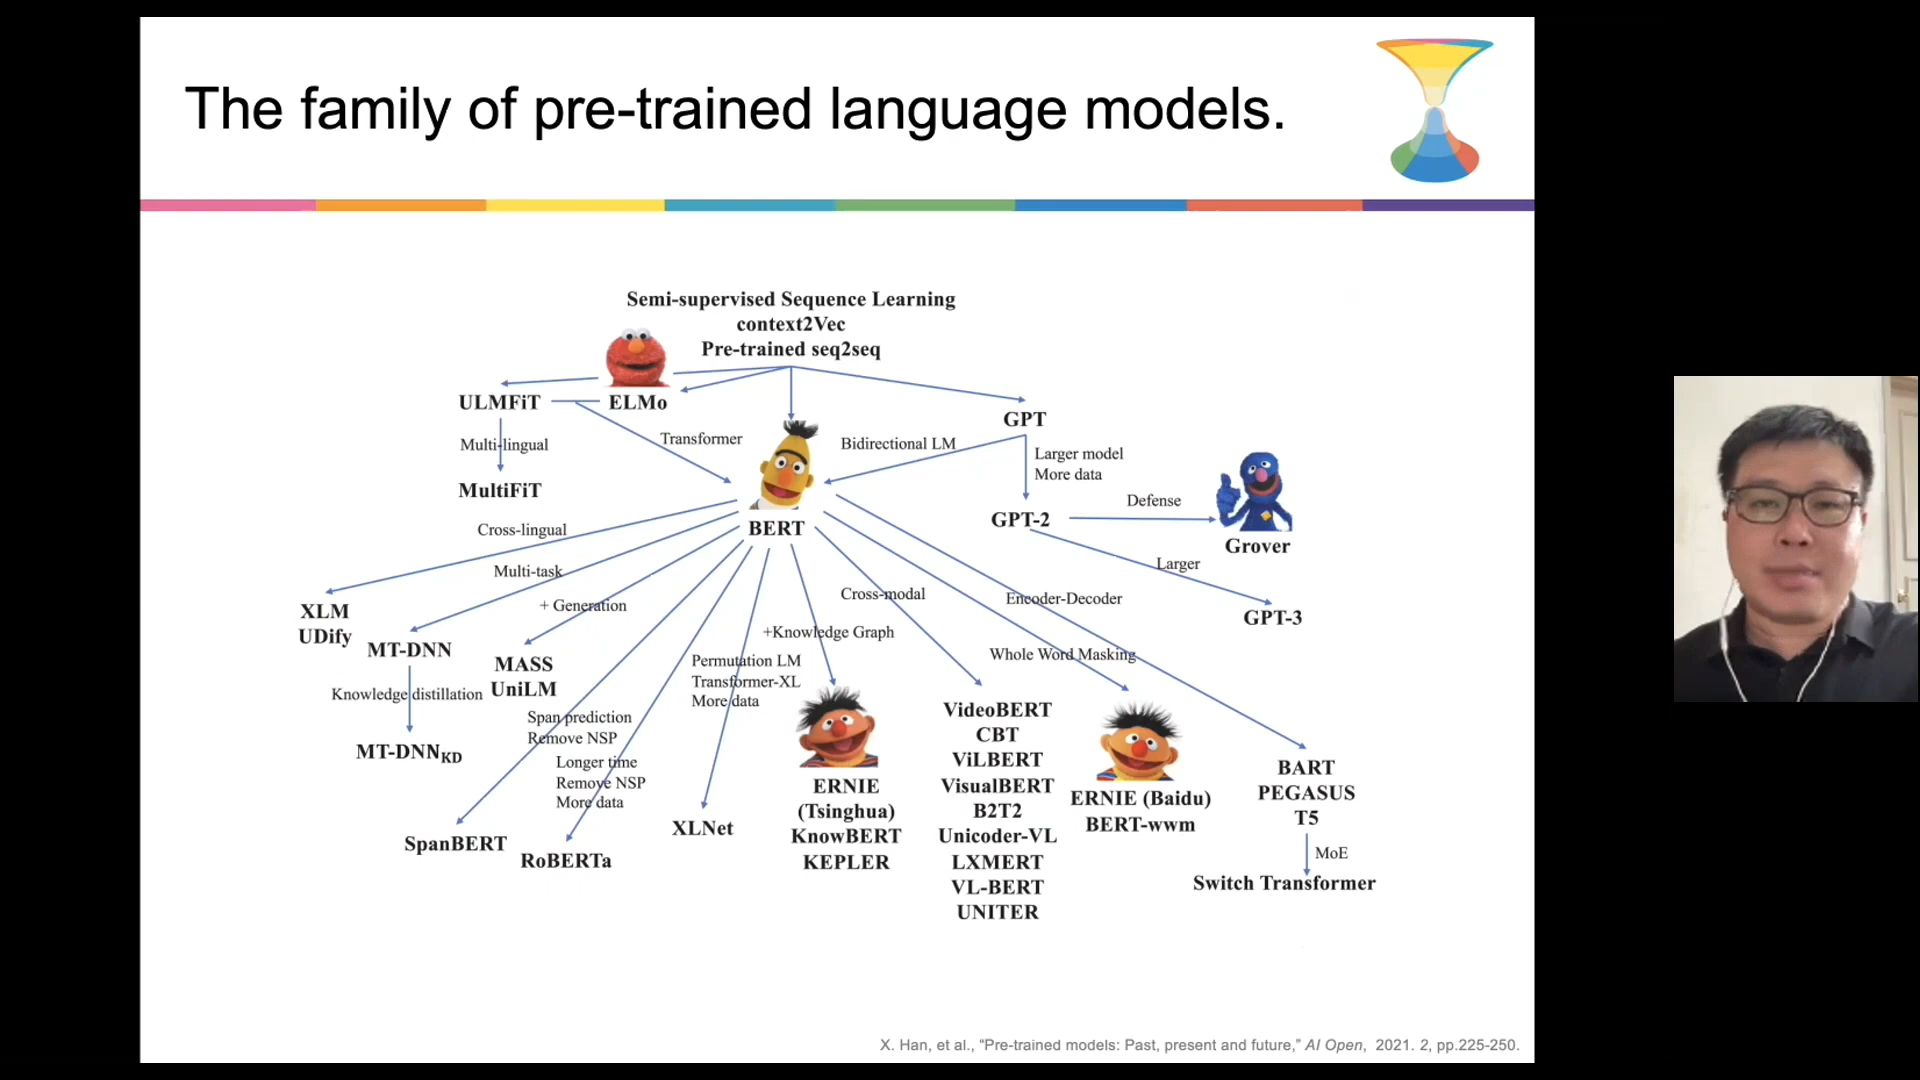 The family of pre-trained language models.
Semi-supervised Sequence Learning
context2Vec
Pre-trained seq2seq
ULMFiT
ELMo
GPT
Multi-lingual
Transformer
Bidirectional LM
Larger model
More data
MultiFiT
BERT
GPT-2
Defense
Grover
Cross-lingual
Larger
Multi-task
Cross-modal
Encoder-Decoder
+ Generation
GPT-3
XLM
UDify
+Knowledge Graph
MT-DNN
Whole Word Masking
MASS
UniLM
Permutation LM
Transformer-XL
More data
Knowledge distillation
Span prediction
Remove NSP
MT-DNNKD
Longer time
Remove NSP
More data
VideoBERT
CBT
ViLBERT
VisualBERT
B2T2
Unicoder-VL
LXMERT
VL-BERT
UNITER
ERNIE
(Tsinghua)
KnowBERT
KEPLER
ERNIE (Baidu)
BERT-wwm
BART
PEGASUS
T5
MoE
Switch Transformer
SpanBERT
RoBERTa
XLNet
X. Han, et al., “Pre-trained models: Past, present and future,” AI Open, 2021. 2, pp.225-250.